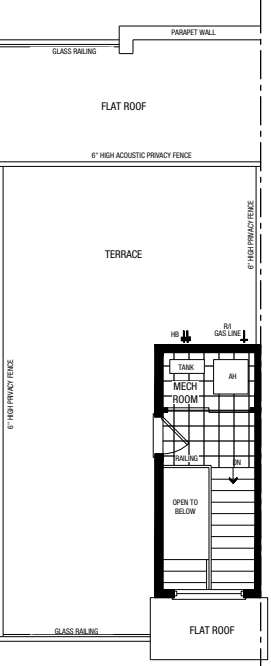 PARAPET WALL
GLASS RAILING
FLAT ROOF
6" HIGH ACOUSTIC PRIVACY FENCE
6" HIGH PRIVACY FENCE
TERRACE
R/I
GAS LINE
HB
TANK
AH
MECH
ROOM
6" HIGH PRIVACY FENCE
RAILING
DN
OPEN TO
BELOW
GLASS RAILING
FLAT ROOF